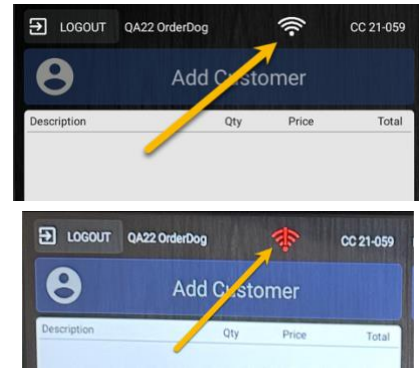 LOGOUT QA22 OrderDog CC 21-059
Add Customer
Description Qty Price Total
LOGOUT QA22 OrderDog CC 21-059
Add Customer
Description Qty Price Total